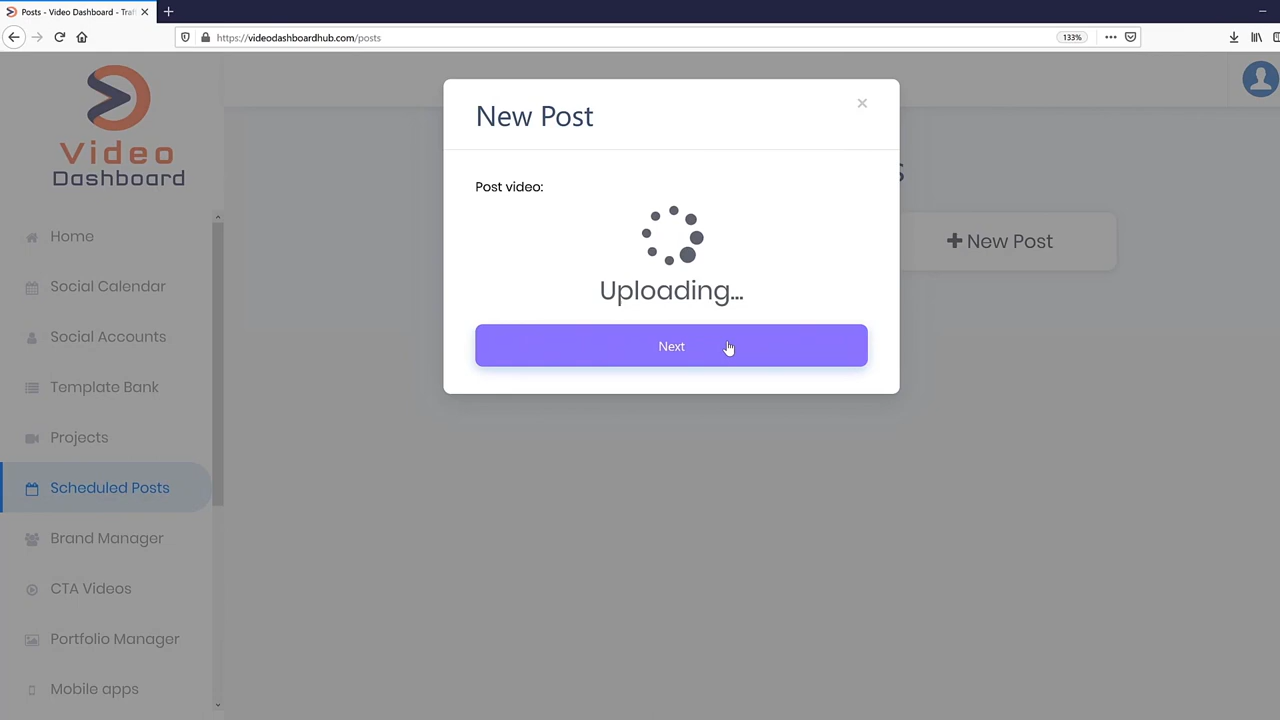 Posts - Video Dashboard - Traf
https://videodashboardhub.com/posts
133%
Video
Dashboard
Home
Social Calendar
Social Accounts
Template Bank
Projects
Scheduled Posts
Brand Manager
CTA Videos
Portfolio Manager
Mobile apps
New Post
Post video:
Uploading...
Next
New Post